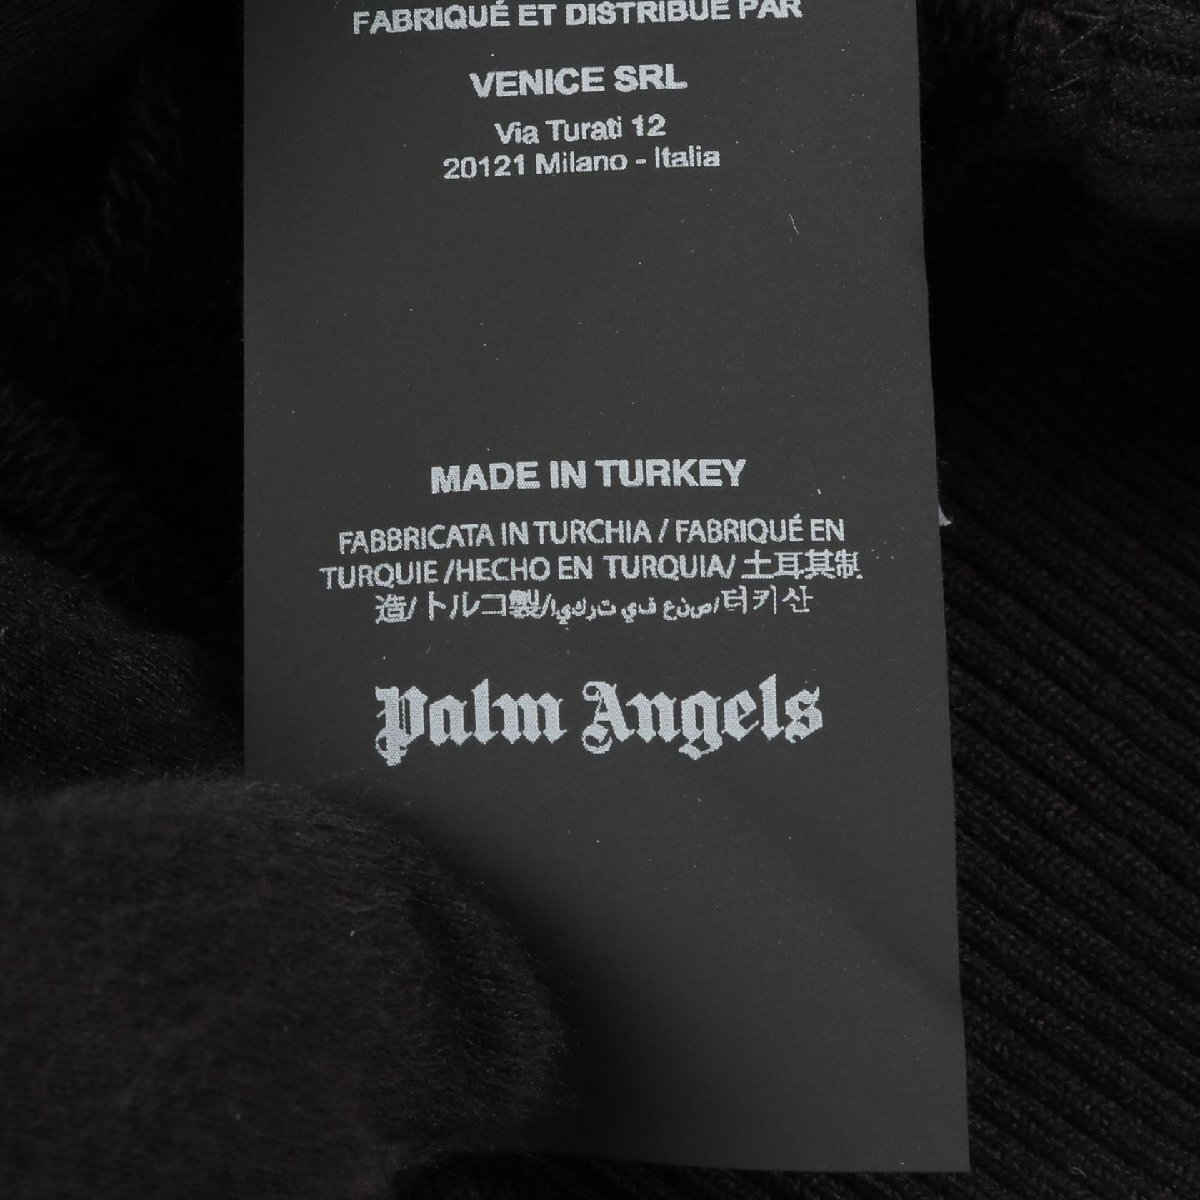 FABRIQUÉ ET DISTRIBUÉ PAR
VENICE SRL
Via Turati 12
20121 Milano - Italia
MADE IN TURKEY
FABBRICATA IN TURCHIA / FABRIQUÉ EN
TURQUIE /HECHO EN TURQUIA/ 土耳其制
造/ トルコ製/صنع في تركيا/터키산
Palm Angels